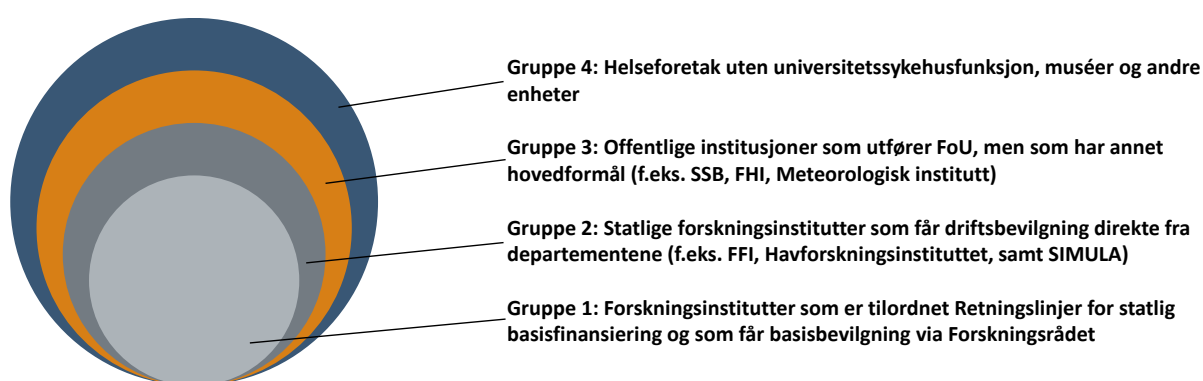 Gruppe 4: Helseforetak uten universitetssykehusfunksjon, muséer og andre
enheter
Gruppe 3: Offentlige institusjoner som utfører FoU, men som har annet
hovedformål (f.eks. SSB, FHI, Meteorologisk institutt)
Gruppe 2: Statlige forskningsinstitutter som får driftsbevilgning direkte fra
departementene (f.eks. FFI, Havforskningsinstituttet, samt SIMULA)
Gruppe 1: Forskningsinstitutter som er tilordnet Retningslinjer for statlig
basisfinansiering og som får basisbevilgning via Forskningsrådet